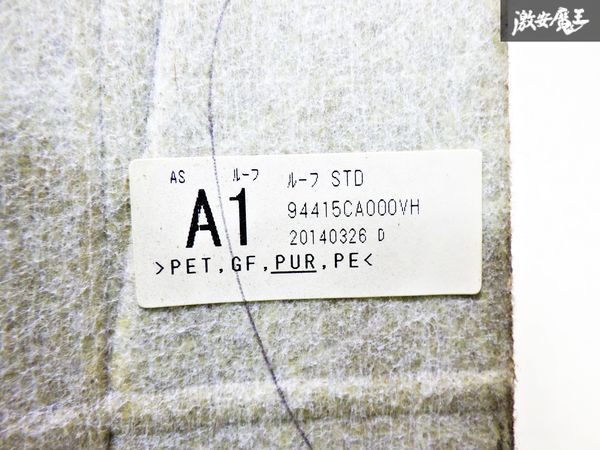 激安魔王
AS ルーフ ルーフ STD
A1 94415CA000VH
20140326 D
>PET,GF,PUR,PE<